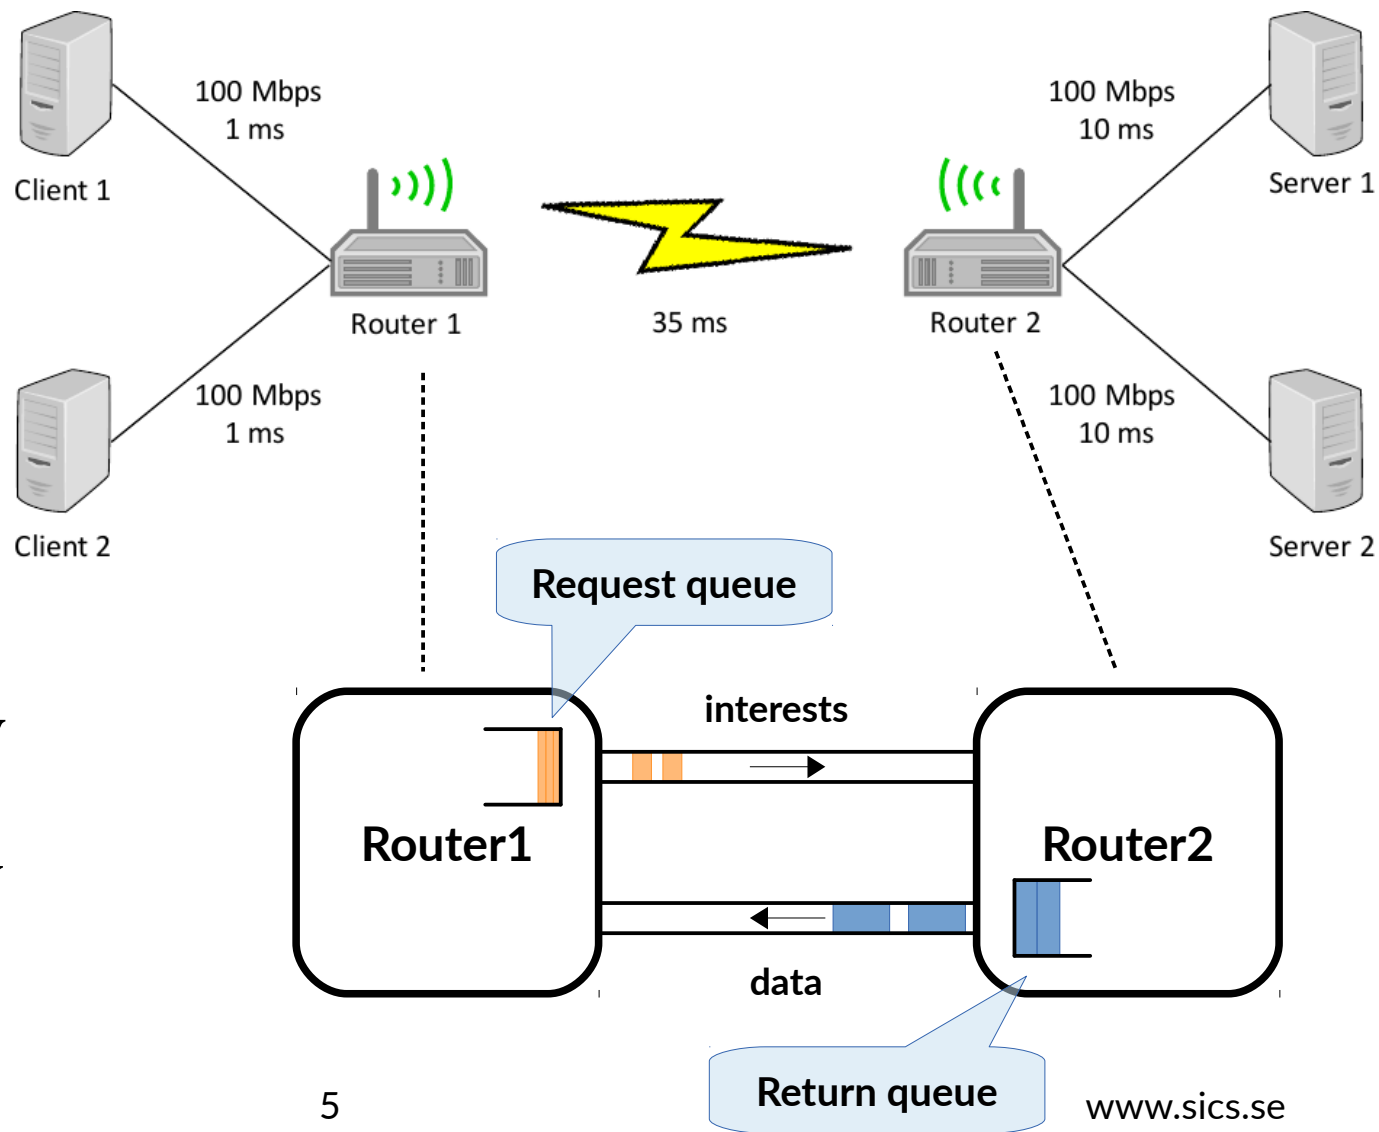 100 Mbps
1 ms
100 Mbps
10 ms
Client 1
Server 1
Router 1
35 ms
Router 2
100 Mbps
1 ms
100 Mbps
10 ms
Client 2
Server 2
Request queue
interests
Router1
Router2
data
Return queue
5
www.sics.se